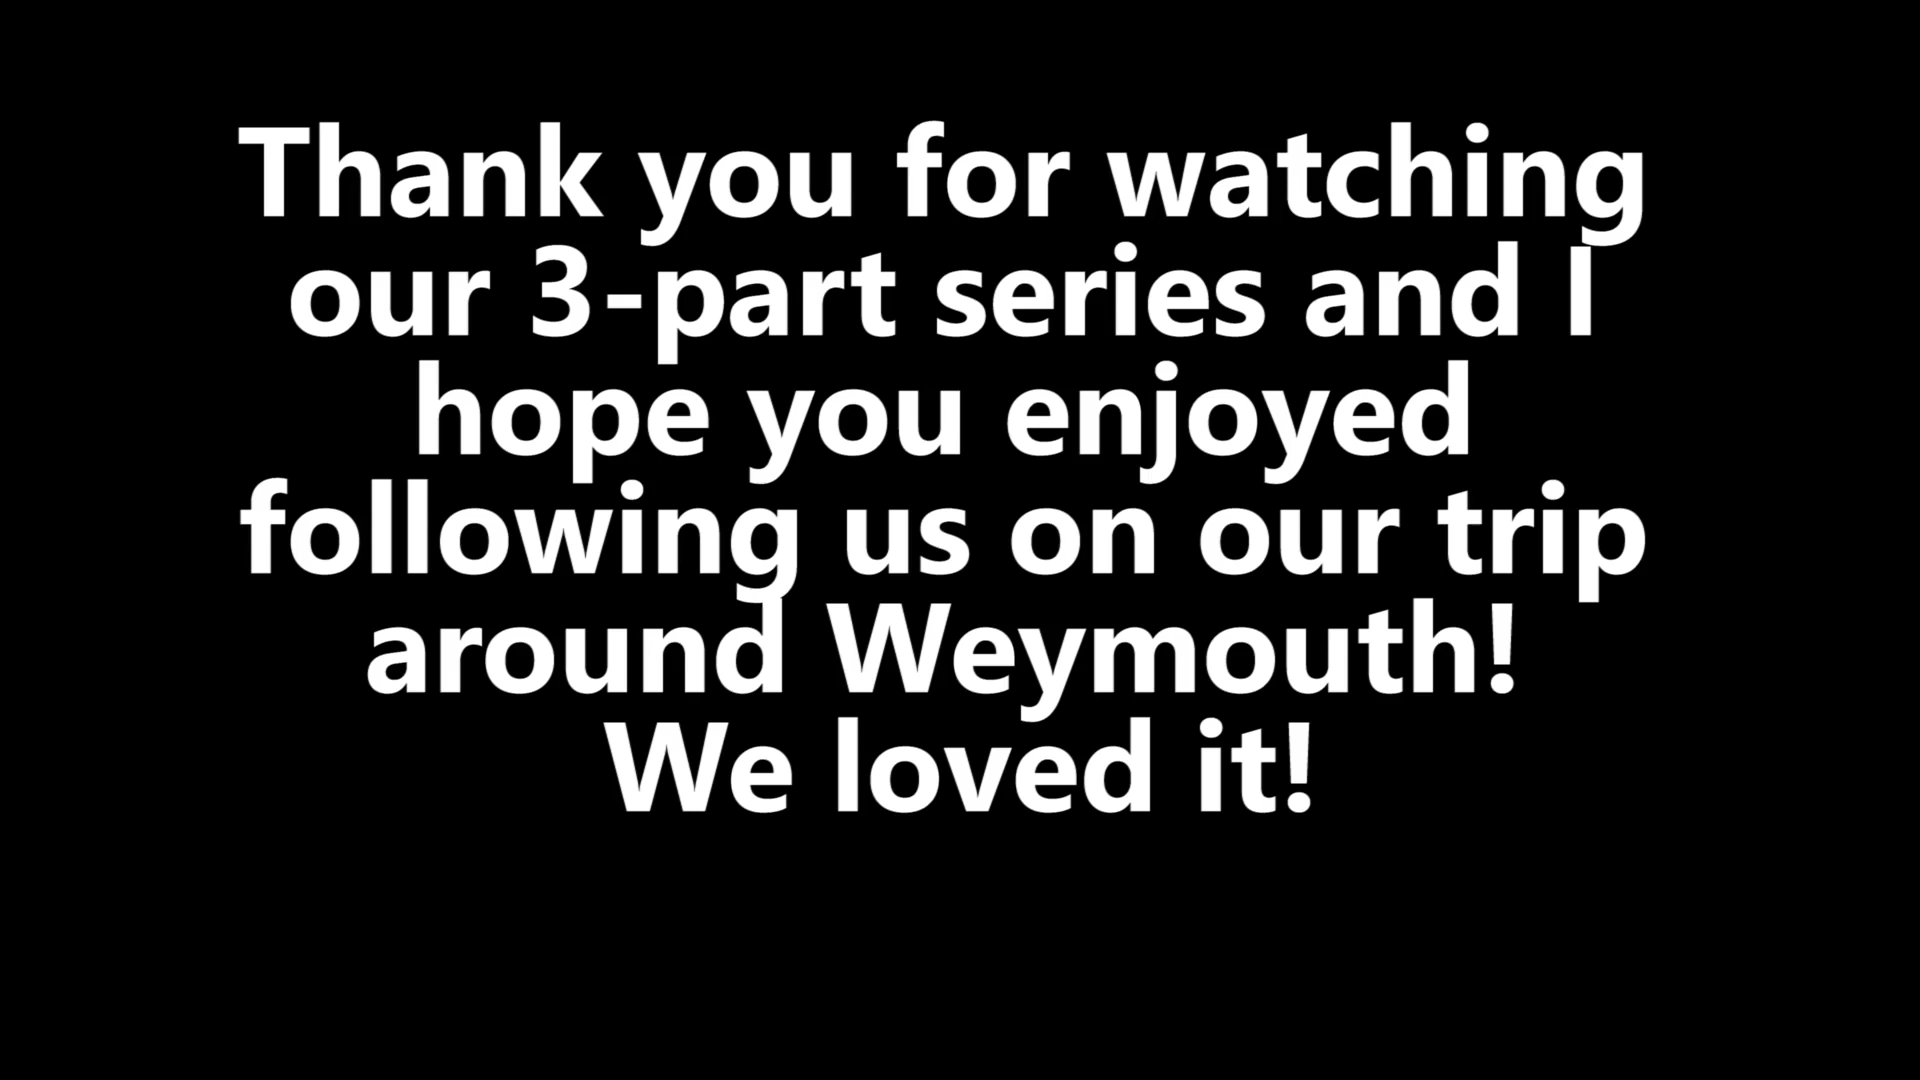 Thank you for watching
our 3-part series and I
hope you enjoyed
following us on our trip
around Weymouth!
We loved it!